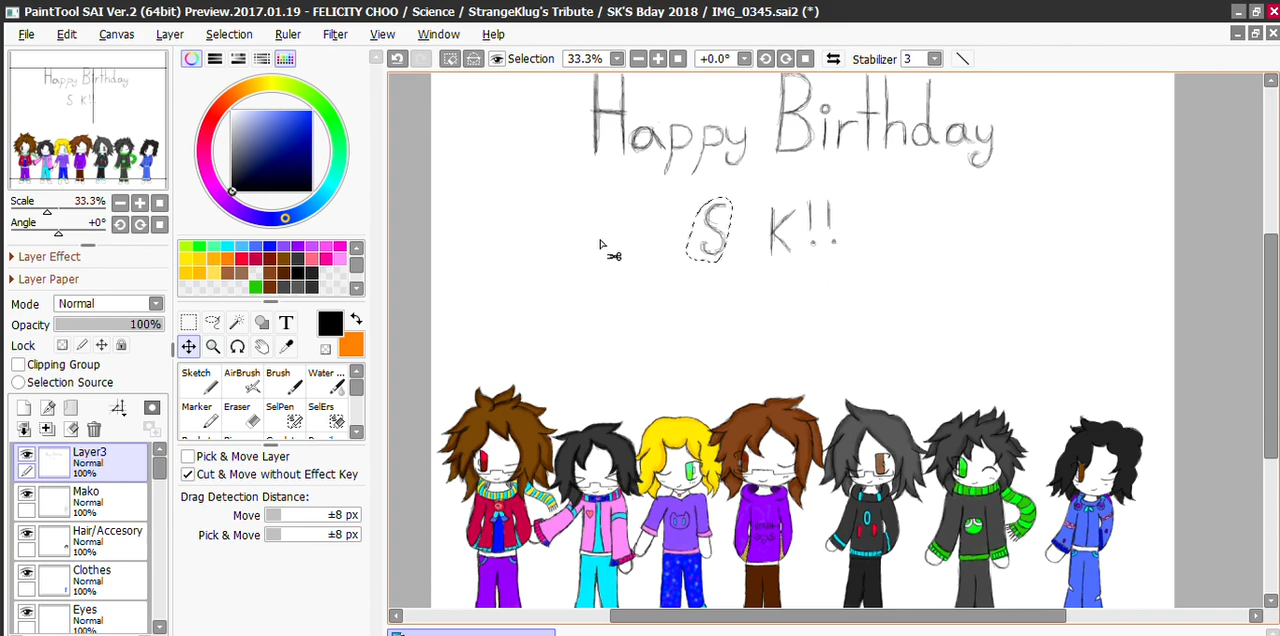 PaintTool SAI Ver.2 (64bit) Preview.2017.01.19 - FELICITY CHOO / Science / StrangeKlug's Tribute / SK'S Bday 2018 / IMG_0345.sai2 (*)
File Edit Canvas Layer Selection Ruler Filter View Window Help
Selection 33.3% +0.0° Stabilizer 3
Happy Birthday
S K!!
Happy Birthday
S K!!
Scale 33.3%
Angle +0°
Layer Effect
Layer Paper
Mode Normal
Opacity 100%
Lock
Clipping Group
Selection Source
Layer3
Normal
100%
Mako
Normal
100%
Hair/Accesory
Normal
100%
Clothes
Normal
100%
Eyes
Normal
T
Sketch AirBrush Brush Water ...
Marker Eraser SelPen SelErs
Pick & Move Layer
Cut & Move without Effect Key
Drag Detection Distance:
Move ±8 px
Pick & Move ±8 px